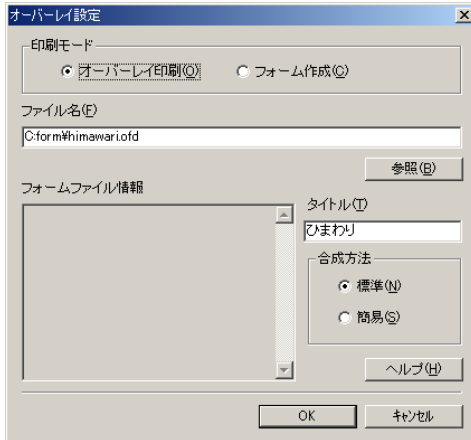 オーバーレイ設定
印刷モード
オーバーレイ印刷(O)
フォーム作成(C)
ファイル名(F)
C:form¥himawari.ofd
参照(B)
フォームファイル情報
タイトル(T)
ひまわり
合成方法
標準(N)
簡易(S)
ヘルプ(H)
OK
キャンセル